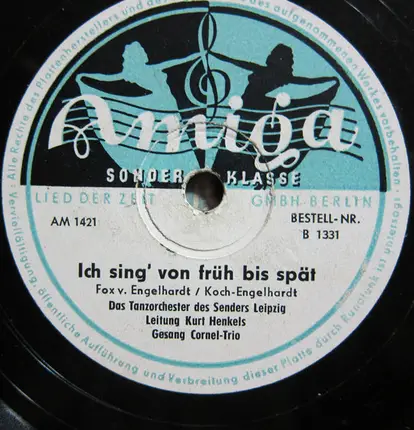 Alle Rechte des Plattenherstellers und des aufgenommenen Werkes vorbehalten
Amiga
SONDER KLASSE
LIED DER ZEIT GMBH-BERLIN
AM 1421
BESTELL-NR.
B 1331
Ich sing' von früh bis spät
Fox v. Engelhardt / Koch-Engelhardt
Das Tanzorchester des Senders Leipzig
Leitung Kurt Henkels
Gesang Cornel-Trio
Vervielfältigung, öffentliche Aufführung und Verbreitung dieser Platte durch Rundfunk ist untersagt